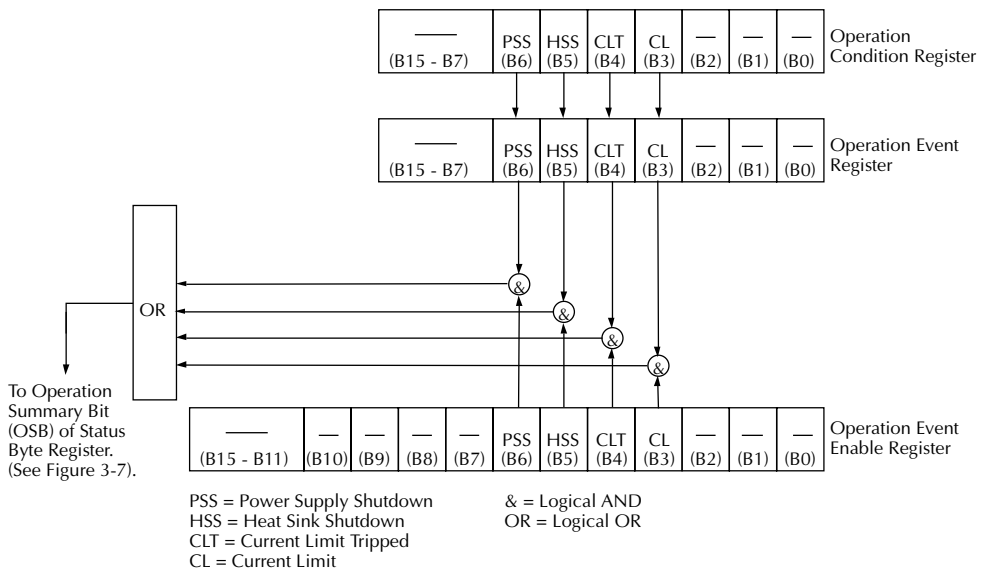 PSS HSS CLT CL
(B15 - B7) (B6) (B5) (B4) (B3) (B2) (B1) (B0)
Operation
Condition Register
PSS HSS CLT CL
(B15 - B7) (B6) (B5) (B4) (B3) (B2) (B1) (B0)
Operation Event
Register
&
&
&
&
OR
To Operation
Summary Bit
(OSB) of Status
Byte Register.
(See Figure 3-7).
PSS HSS CLT CL
(B15 - B11) (B10) (B9) (B8) (B7) (B6) (B5) (B4) (B3) (B2) (B1) (B0)
Operation Event
Enable Register
PSS = Power Supply Shutdown
HSS = Heat Sink Shutdown
CLT = Current Limit Tripped
CL = Current Limit
& = Logical AND
OR = Logical OR